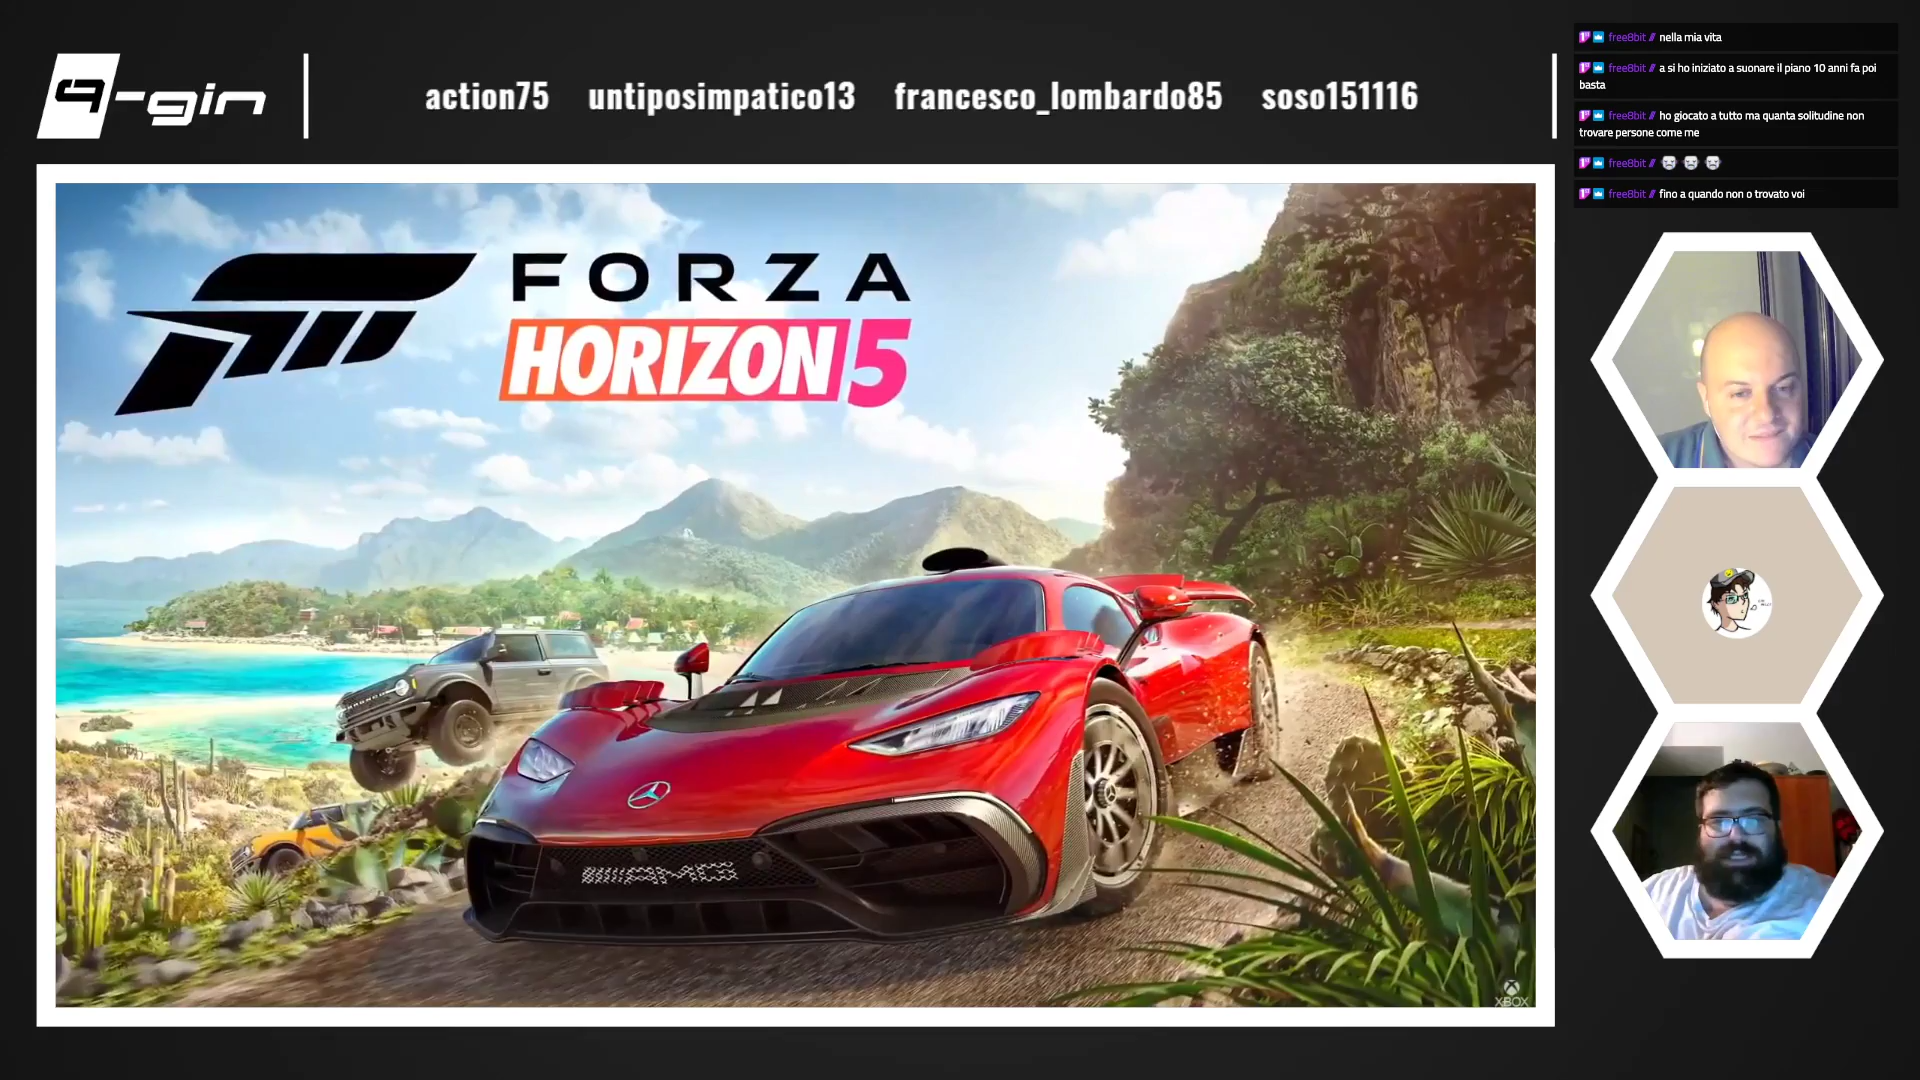 q-gin
action75 untiposimpatico13 francesco_lombardo85 soso151116
free8bit // nella mia vita
free8bit // a si ho iniziato a suonare il piano 10 anni fa poi
basta
free8bit // ho giocato a tutto ma quanta solitudine non
trovare persone come me
free8bit //
free8bit // fino a quando non o trovato voi
FORZA
HORIZON 5
BRONCO
AMG
XBOX